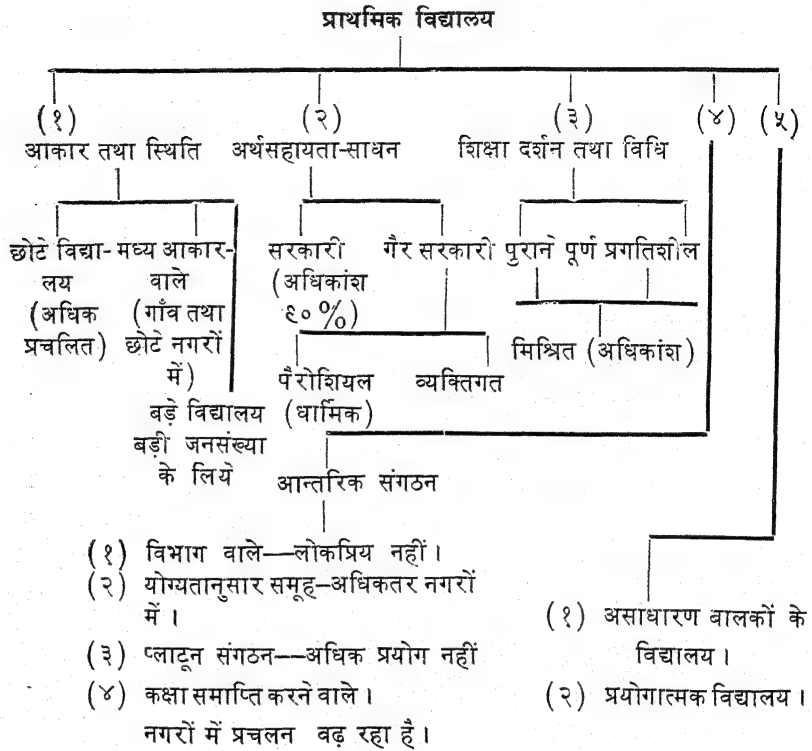 प्राथमिक विद्यालय
(१) (२) (३) (४) (५)
आकार तथा स्थिति अर्थसहायता-साधन शिक्षा दर्शन तथा विधि
छोटे विद्या-
लय
(अधिक
प्रचलित)
मध्य आकार-
वाले
(गाँव तथा
छोटे नगरों
में)
बड़े विद्यालय
बड़ी जनसंख्या
के लिये
सरकारी
(अधिकांश
९०%)
गैर सरकारी
पैरोशियल
(धार्मिक)
व्यक्तिगत
पुराने पूर्ण प्रगतिशील
मिश्रित (अधिकांश)
आन्तरिक संगठन
(१) विभाग वाले—लोकप्रिय नहीं।
(२) योग्यतानुसार समूह-अधिकतर नगरों
में।
(३) प्लाटून संगठन—अधिक प्रयोग नहीं
(४) कक्षा समाप्ति करने वाले।
नगरों में प्रचलन वढ़ रहा है।
(१) असाधारण बालकों के
विद्यालय।
(२) प्रयोगात्मक विद्यालय।